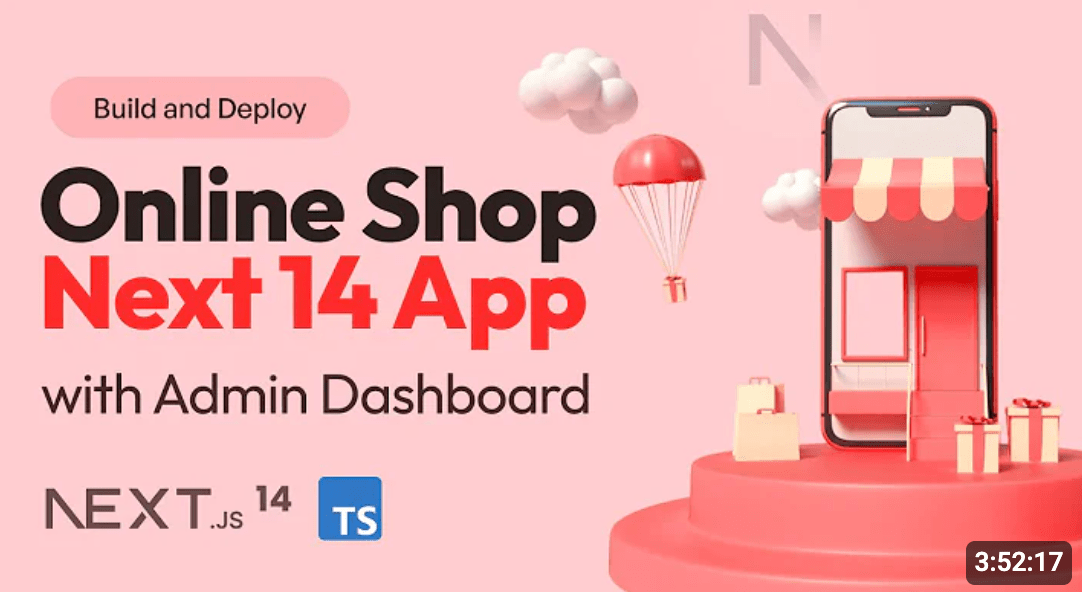 N
Build and Deploy
Online Shop
Next 14 App
with Admin Dashboard
NEXT.JS 14
TS
3:52:17